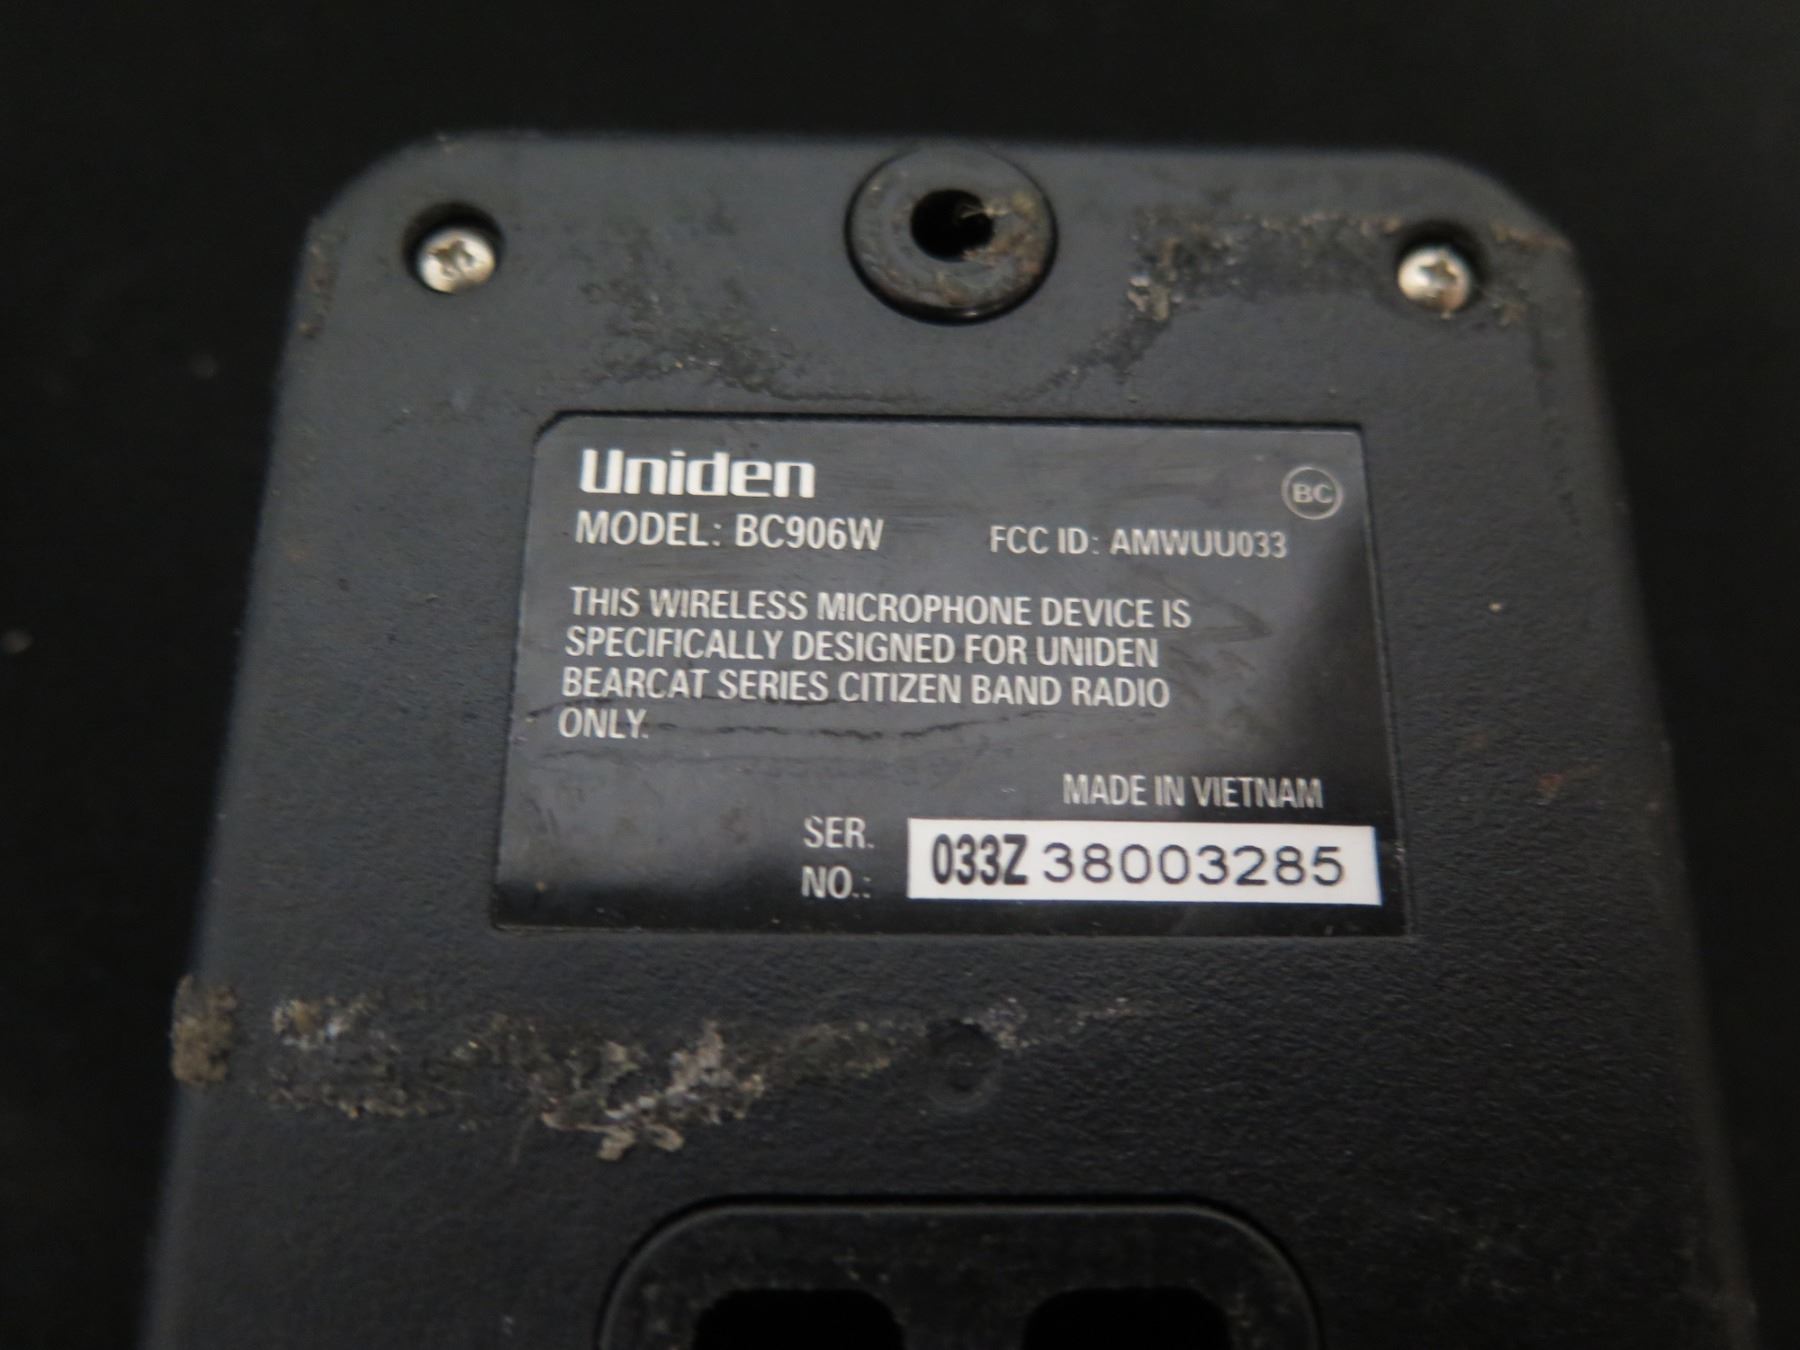 Uniden
BC
MODEL: BC906W FCC ID: AMWUU033
THIS WIRELESS MICROPHONE DEVICE IS
SPECIFICALLY DESIGNED FOR UNIDEN
BEARCAT SERIES CITIZEN BAND RADIO
ONLY.
MADE IN VIETNAM
SER.
NO.: 033Z 38003285